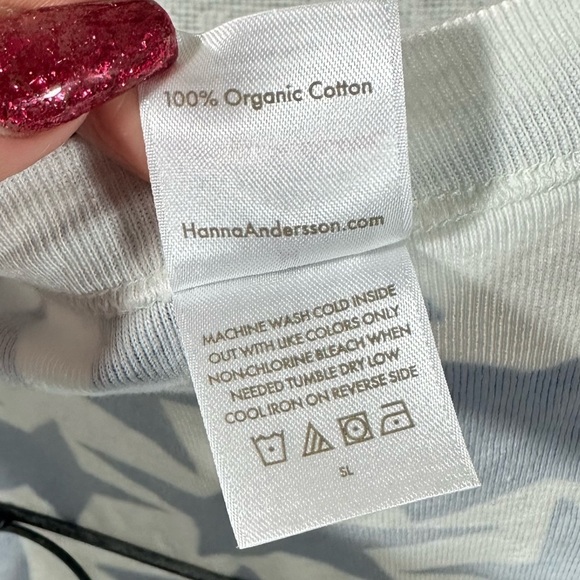 100% Organic Cotton
HannaAndersson.com
MACHINE WASH COLD INSIDE
OUT WITH LIKE COLORS ONLY
NON-CHLORINE BLEACH WHEN
NEEDED TUMBLE DRY LOW
COOL IRON ON REVERSE SIDE
SL